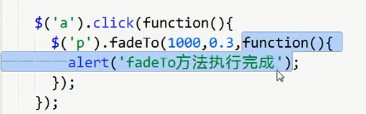 $('a').click(function(){
$('p').fadeTo(1000,0.3,function(){
alert('fadeTo方法执行完成');
});
});